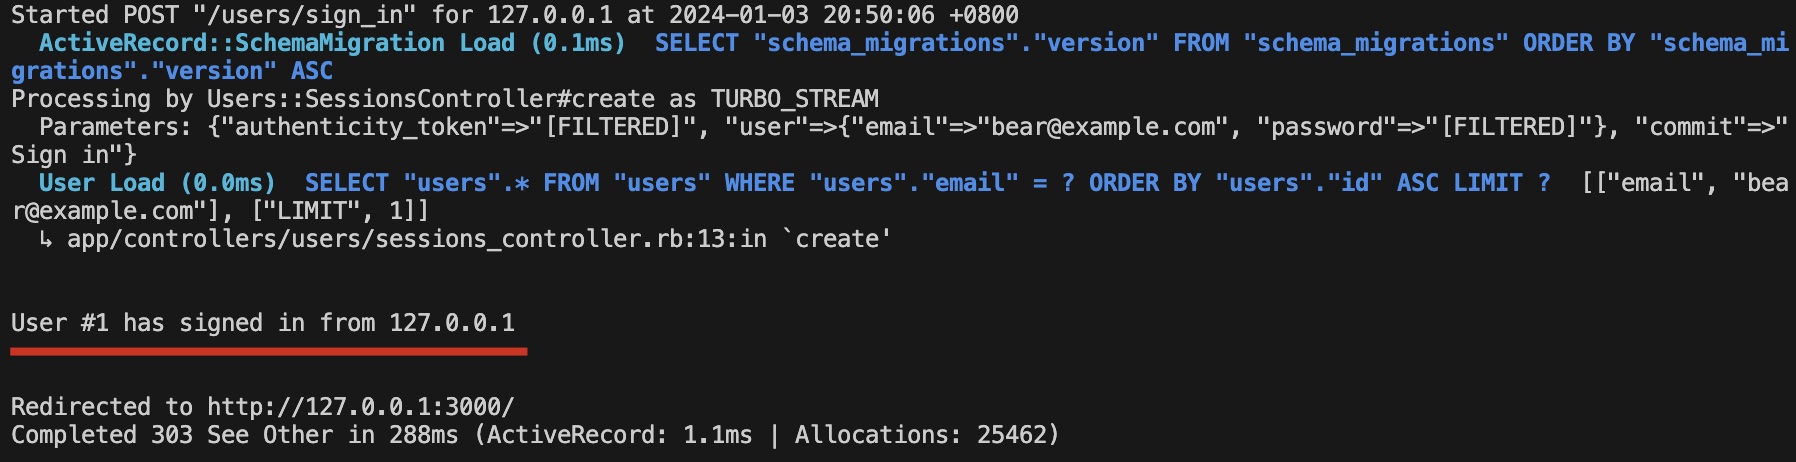 Started POST "/users/sign_in" for 127.0.0.1 at 2024-01-03 20:50:06 +0800
  ActiveRecord::SchemaMigration Load (0.1ms)  SELECT "schema_migrations"."version" FROM "schema_migrations" ORDER BY "schema_mi
grations"."version" ASC
Processing by Users::SessionsController#create as TURBO_STREAM
  Parameters: {"authenticity_token"=>"[FILTERED]", "user"=>{"email"=>"bear@example.com", "password"=>"[FILTERED]"}, "commit"=>"
Sign in"}
  User Load (0.0ms)  SELECT "users".* FROM "users" WHERE "users"."email" = ? ORDER BY "users"."id" ASC LIMIT ?  [["email", "bea
r@example.com"], ["LIMIT", 1]]
  ↳ app/controllers/users/sessions_controller.rb:13:in `create'
User #1 has signed in from 127.0.0.1
Redirected to http://127.0.0.1:3000/
Completed 303 See Other in 288ms (ActiveRecord: 1.1ms | Allocations: 25462)